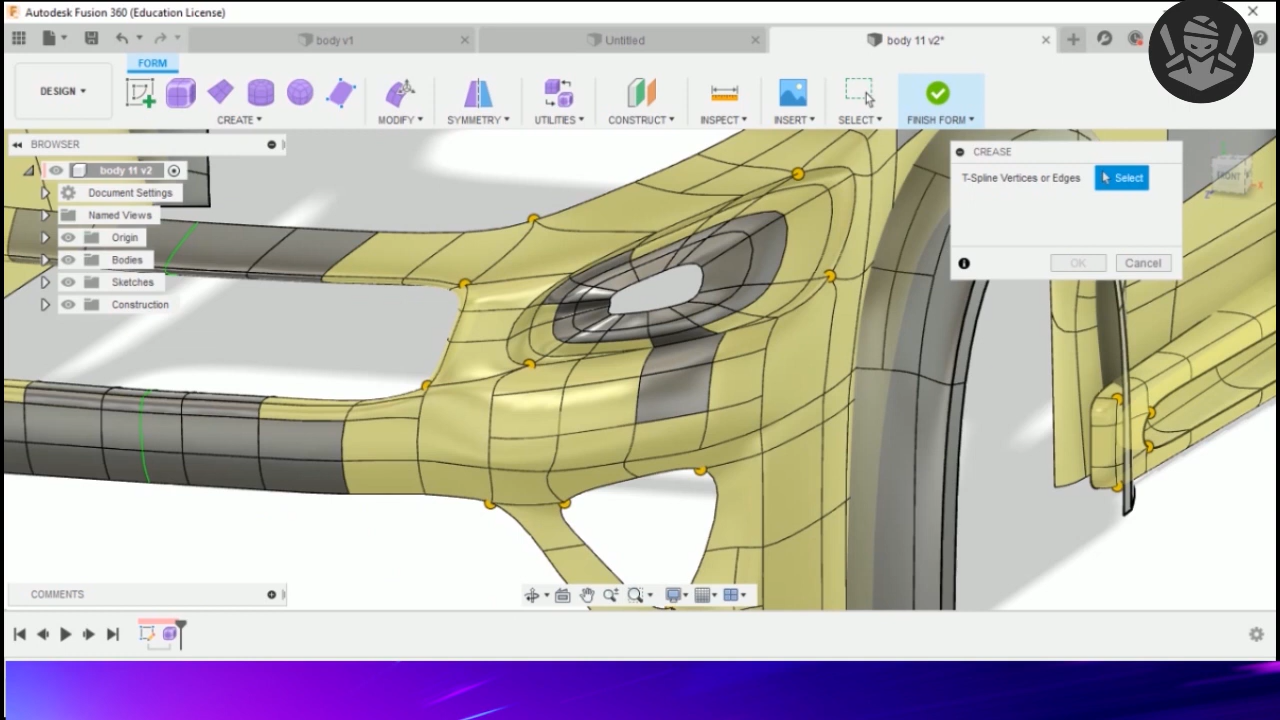 Autodesk Fusion 360 (Education License)
body v1
Untitled
body 11 v2*
FORM
DESIGN
CREATE
MODIFY
SYMMETRY
UTILITIES
CONSTRUCT
INSPECT
INSERT
SELECT
FINISH FORM
BROWSER
body 11 v2
Document Settings
Named Views
Origin
Bodies
Sketches
Construction
CREASE
T-Spline Vertices or Edges
Select
OK
Cancel
FRONT
Z
X
COMMENTS